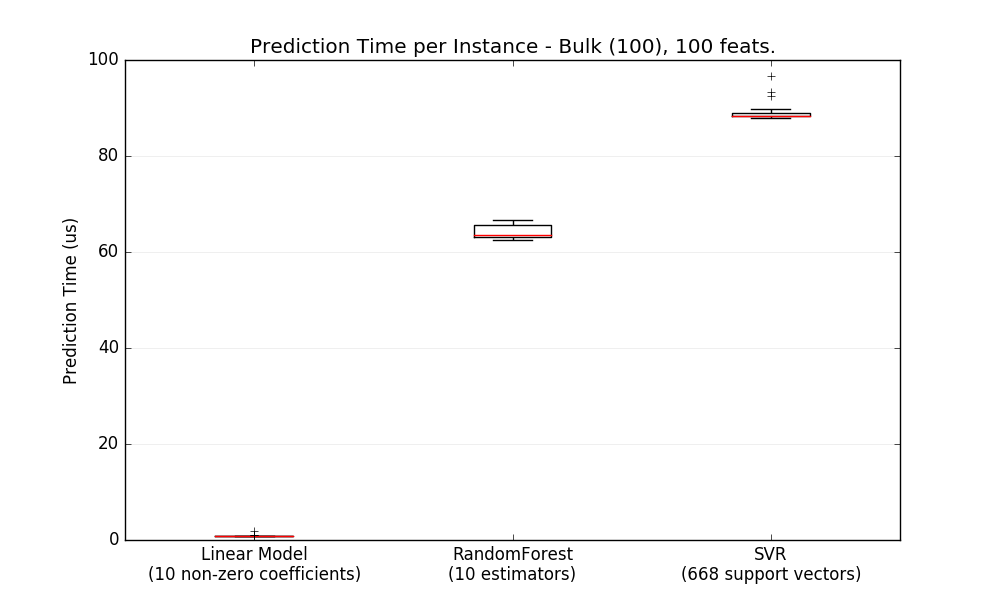 Prediction Time per Instance - Bulk (100), 100 feats.
100
80
60
40
20
0
Prediction Time (us)
Linear Model
(10 non-zero coefficients)
RandomForest
(10 estimators)
SVR
(668 support vectors)